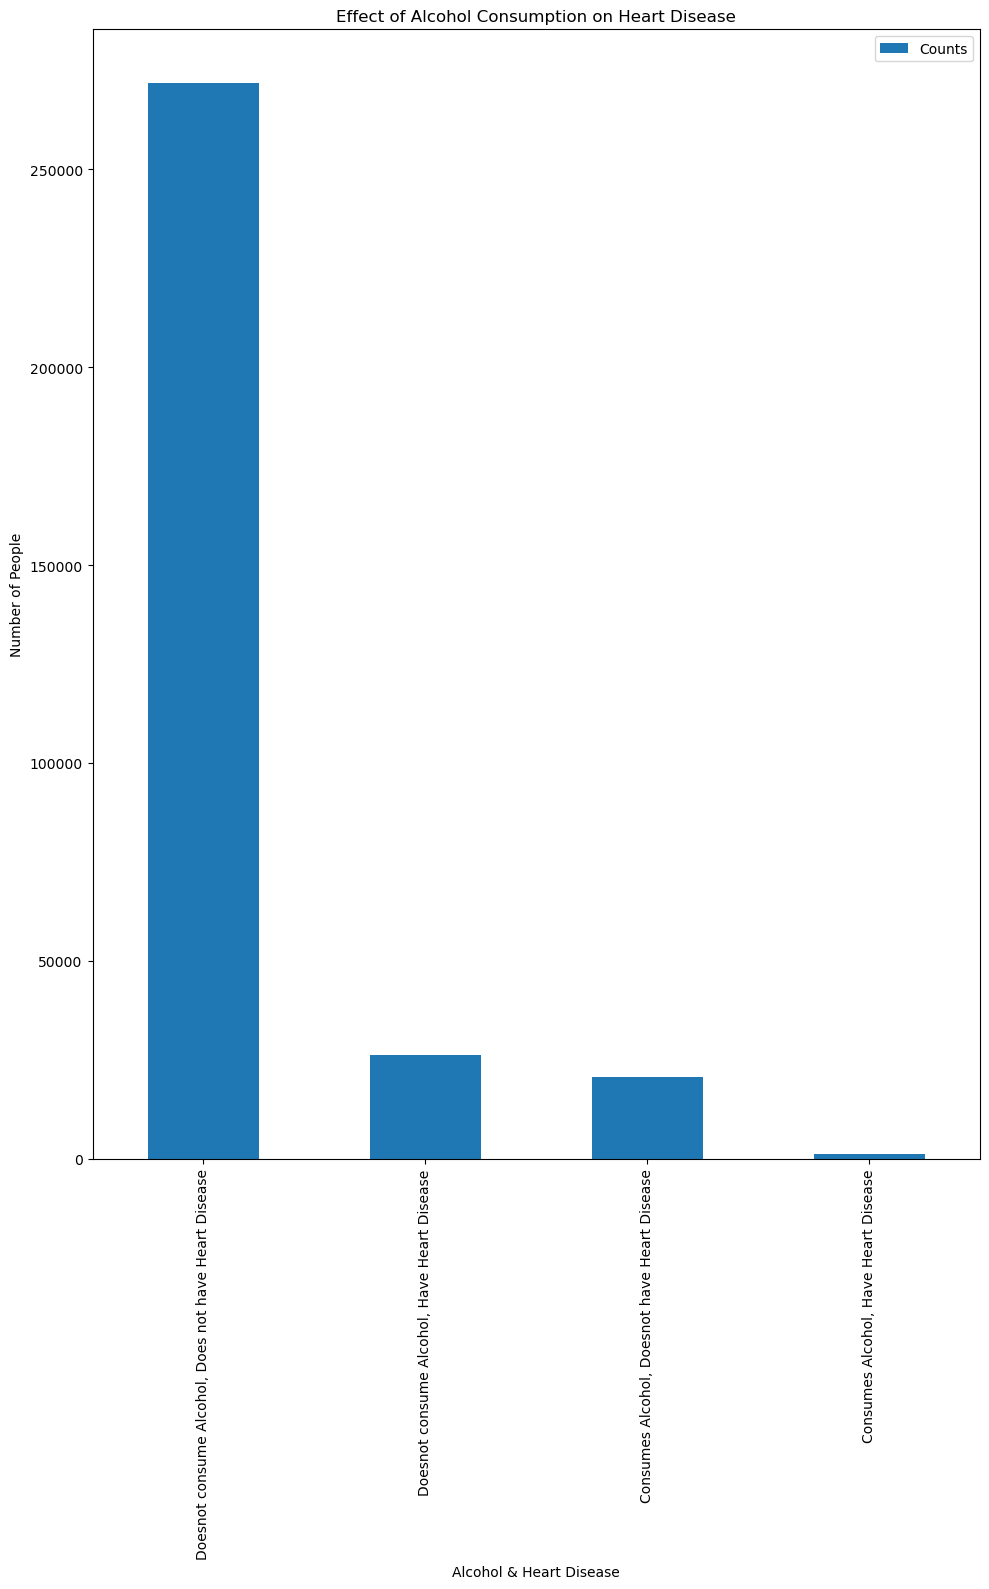 Effect of Alcohol Consumption on Heart Disease
Counts
Number of People
250000
200000
150000
100000
50000
0
Doesnot consume Alcohol, Does not have Heart Disease
Doesnot consume Alcohol, Have Heart Disease
Consumes Alcohol, Doesnot have Heart Disease
Consumes Alcohol, Have Heart Disease
Alcohol & Heart Disease